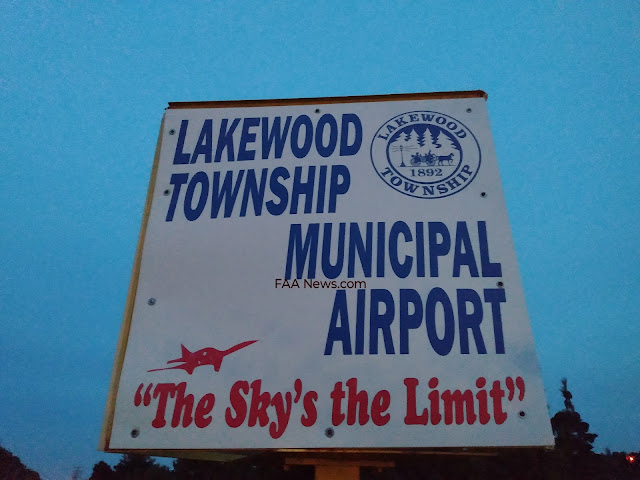 LAKEWOOD
TOWNSHIP
LAKEWOOD
1892
TOWNSHIP
MUNICIPAL
FAA News.com
AIRPORT
“The Sky's the Limit”